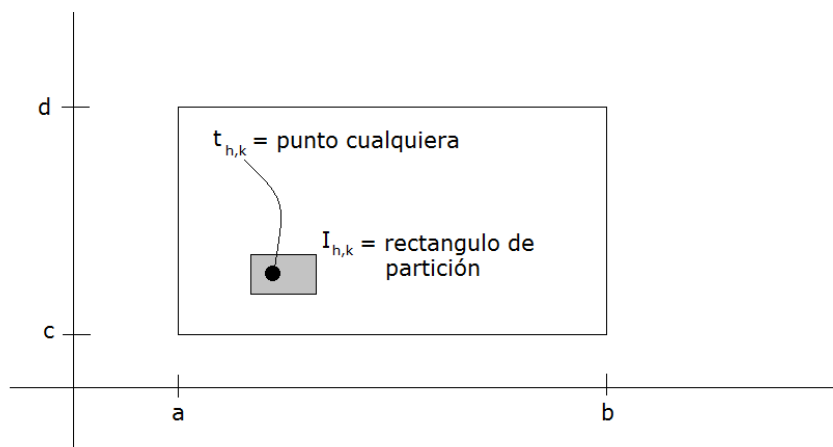 d
t h,k = punto cualquiera
I h,k = rectangulo de
partición
c
a
b